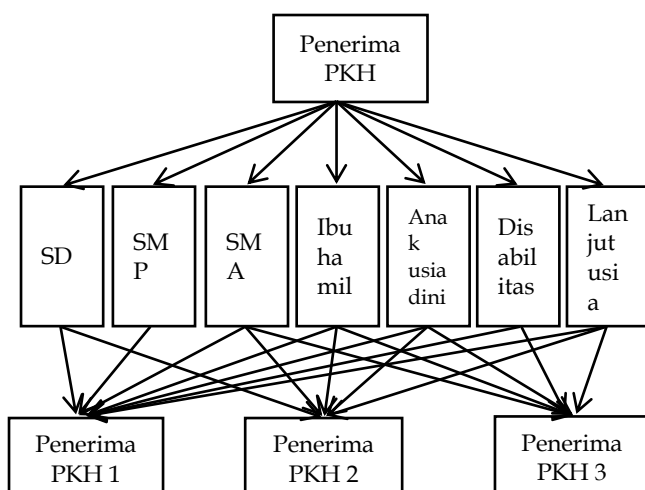 Penerima
PKH
SD
SM
P
SM
A
Ibu
ha
mil
Ana
k
usia
dini
Dis
abil
itas
Lan
jut
usi
a
Penerima
PKH 1
Penerima
PKH 2
Penerima
PKH 3